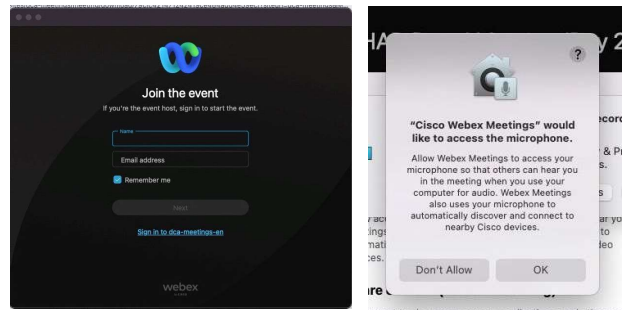 Join the event
If you're the event host, sign in to start the event.
Name
Email address
Remember me
Next
Sign in to dca-meetings-en
webex
?
"Cisco Webex Meetings" would
like to access the microphone.
Allow Webex Meetings to access your
microphone so that others can hear you
in the meeting when you use your
computer for audio. Webex Meetings
also uses your microphone to
automatically discover and connect to
nearby Cisco devices.
Don't Allow
OK